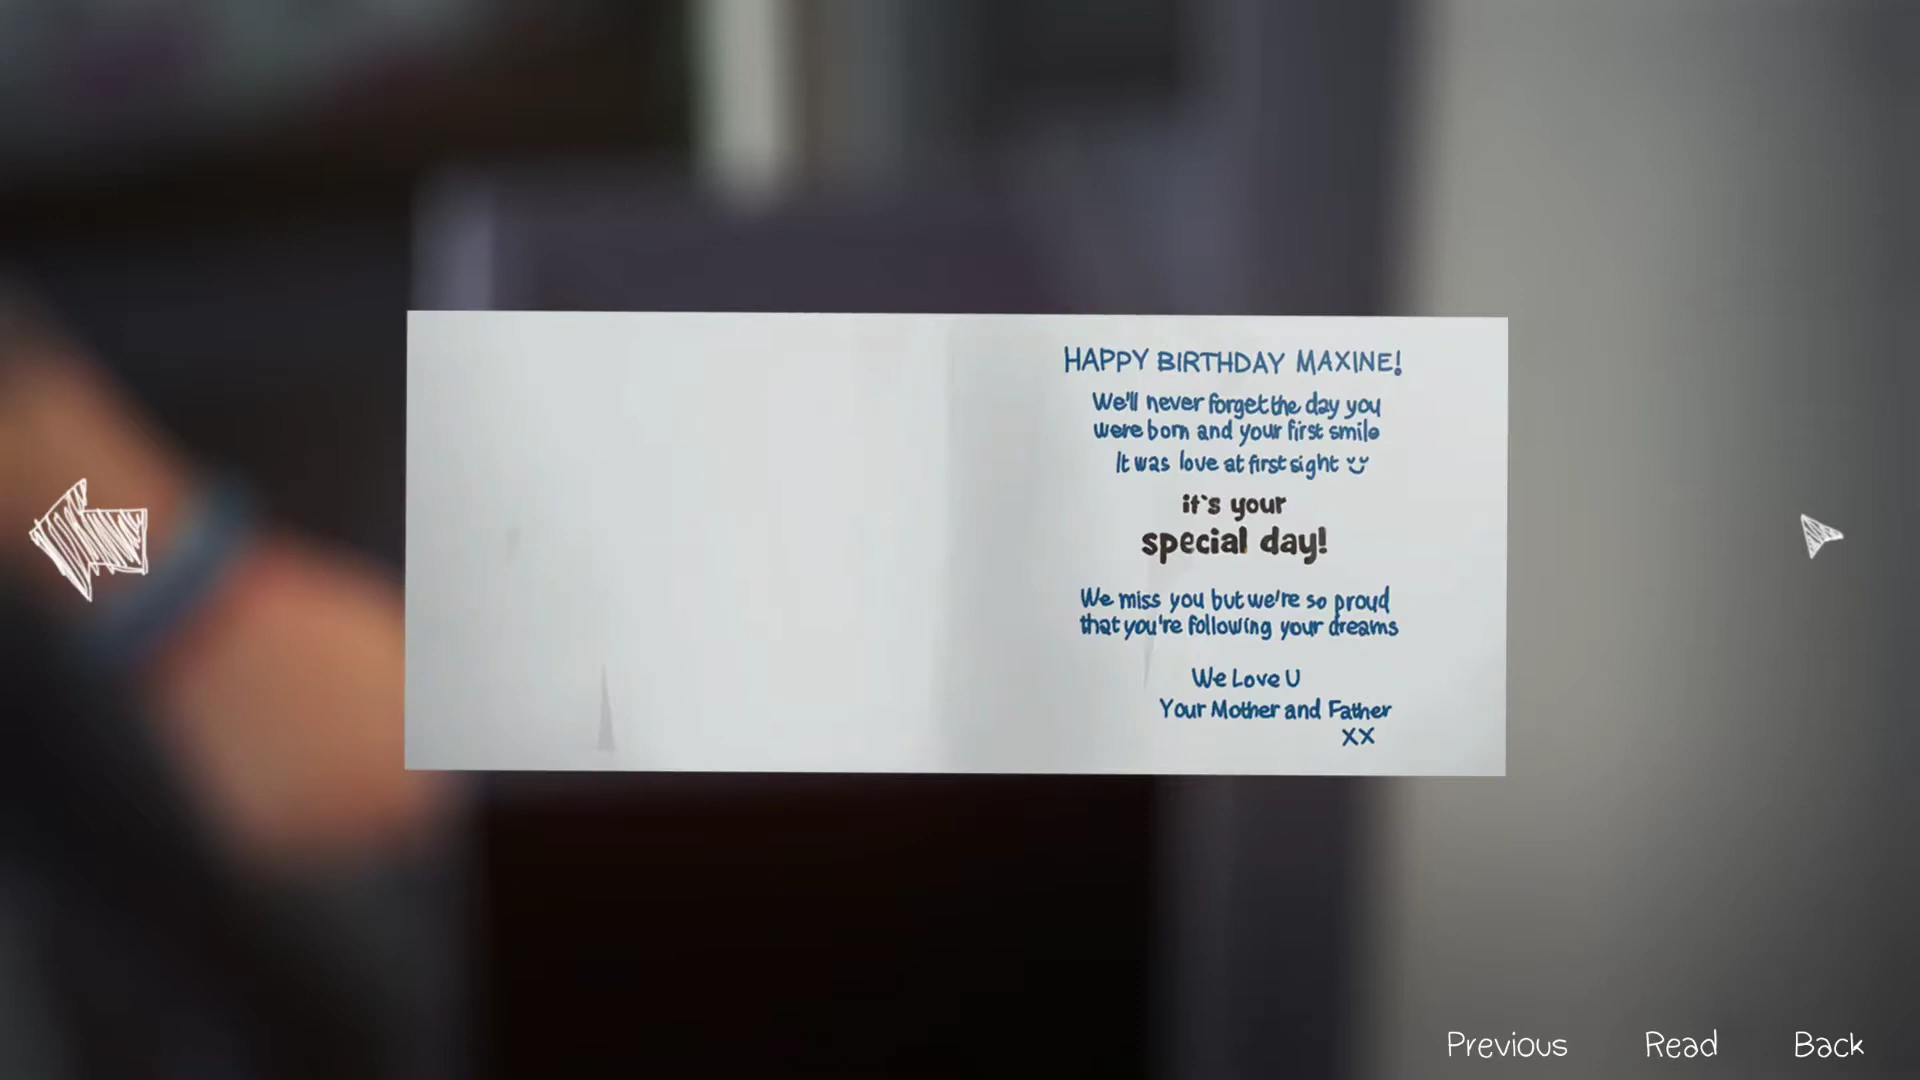 HAPPY BIRTHDAY MAXINE!
We'll never forget the day you
were born and your first smile
It was love at first sight
it's your
special day!
We miss you but we're so proud
that you're following your dreams
We Love U
Your Mother and Father
XX
Previous Read Back